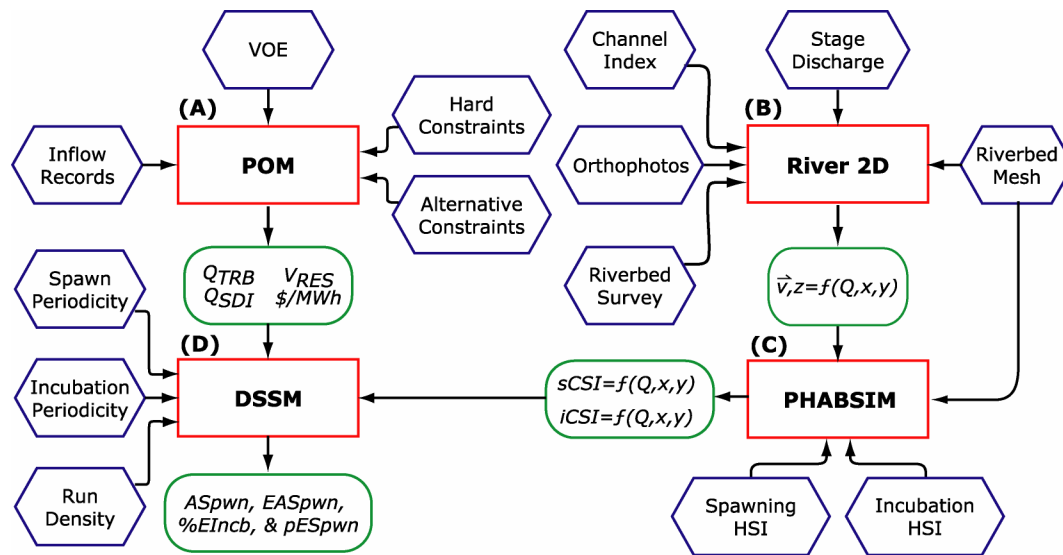 VOE
Channel
Index
Stage
Discharge
(A)
Hard
Constraints
(B)
Inflow
Records
POM
Orthophotos
River 2D
Riverbed
Mesh
Alternative
Constraints
Spawn
Periodicity
QTRB VRES
QSDI $/MWh
Riverbed
Survey
v⃗,z=f(Q,x,y)
(D)
(C)
Incubation
Periodicity
DSSM
sCSI=f(Q,x,y)
iCSI=f(Q,x,y)
PHABSIM
Run
Density
ASpwn, EASpwn,
%EIncb, & pESpwn
Spawning
HSI
Incubation
HSI